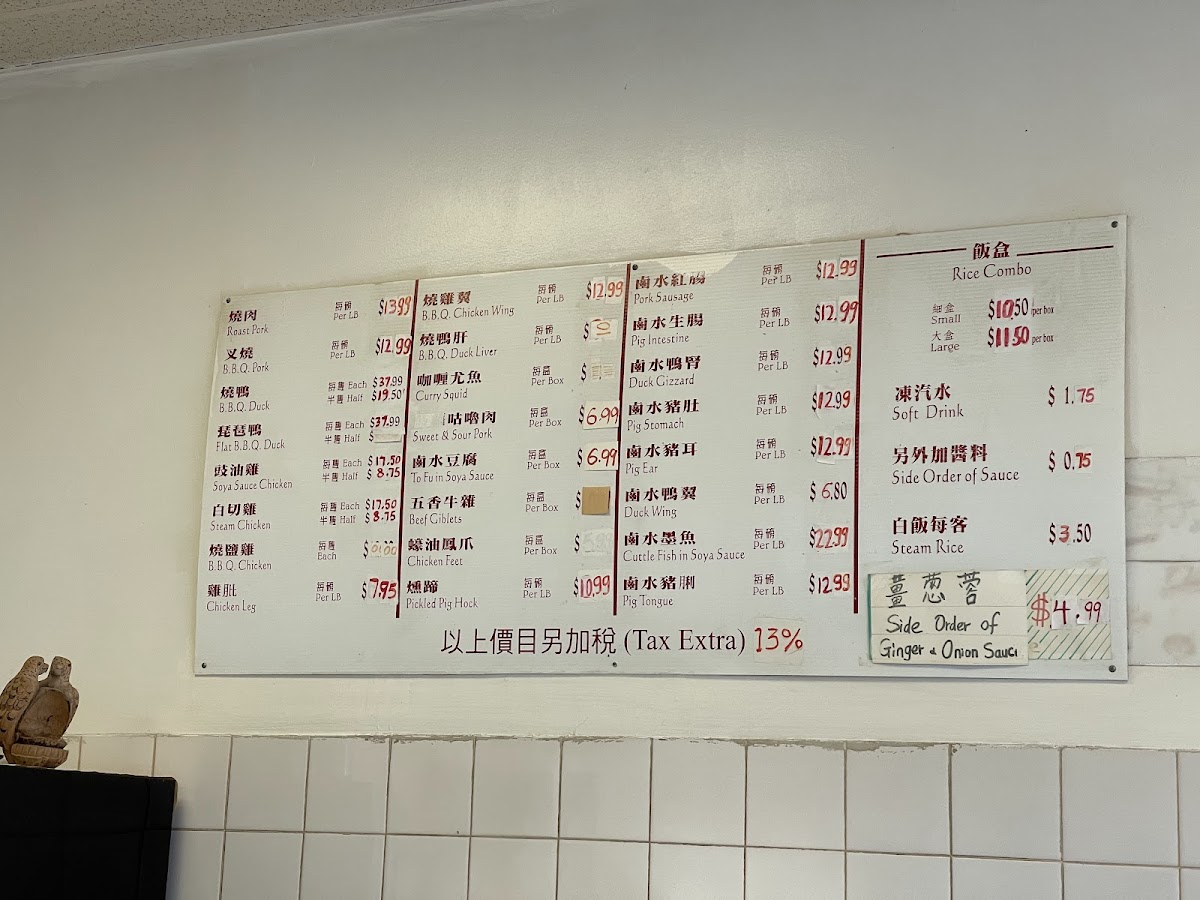 燒肉 每磅 $13.99
Roast Pork Per LB
叉燒 每磅 $12.99
B.B.Q. Pork Per LB
燒鴨 每隻 Each $37.99
B.B.Q. Duck 半隻 Half $19.50
琵琶鴨 每隻 Each $37.99
Flat B.B.Q. Duck 半隻 Half $
豉油雞 每隻 Each $17.50
Soya Sauce Chicken 半隻 Half $8.75
白切雞 每隻 Each $17.50
Steam Chicken 半隻 Half $8.75
燒鹽雞 每隻 $
B.B.Q. Chicken Each
雞肶 每磅 $7.95
Chicken Leg Per LB
燒雞翼 每磅 $12.99
B.B.Q. Chicken Wing Per LB
燒鴨肝 每磅 $
B.B.Q. Duck Liver Per LB
咖喱尤魚 每盒 $
Curry Squid Per Box
咕嚕肉 每盒 $6.99
Sweet & Sour Pork Per Box
鹵水豆腐 每盒 $6.99
To Fu in Soya Sauce Per Box
五香牛雜 每盒 $
Beef Giblets Per Box
蠔油鳳爪 每盒 $
Chicken Feet Per Box
燻蹄 每磅 $10.99
Pickled Pig Hock Per LB
鹵水紅腸 每磅 $12.99
Pork Sausage Per LB
鹵水生腸 每磅 $12.99
Pig Intestine Per LB
鹵水鴨腎 每磅 $12.99
Duck Gizzard Per LB
鹵水豬肚 每磅 $12.99
Pig Stomach Per LB
鹵水豬耳 每磅 $12.99
Pig Ear Per LB
鹵水鴨翼 每磅 $6.80
Duck Wing Per LB
鹵水墨魚 每磅 $22.99
Cuttle Fish in Soya Sauce Per LB
鹵水豬脷 每磅 $12.99
Pig Tongue Per LB
飯盒
Rice Combo
細盒 $10.50 per box
Small
大盒 $11.50 per box
Large
凍汽水 $1.75
Soft Drink
另外加醬料 $0.75
Side Order of Sauce
白飯每客 $3.50
Steam Rice
薑葱蓉
Side Order of $4.99
Ginger & Onion Sauce
以上價目另加稅 (Tax Extra) 13%